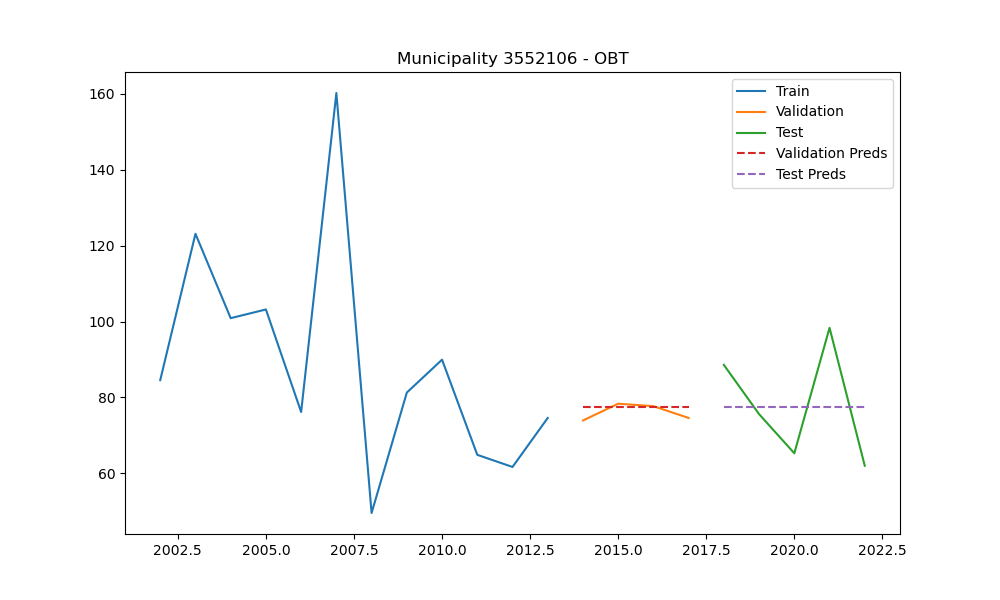 Municipality 3552106 - OBT
Train
Validation
Test
Validation Preds
Test Preds
160
140
120
100
80
60
2002.5 2005.0 2007.5 2010.0 2012.5 2015.0 2017.5 2020.0 2022.5